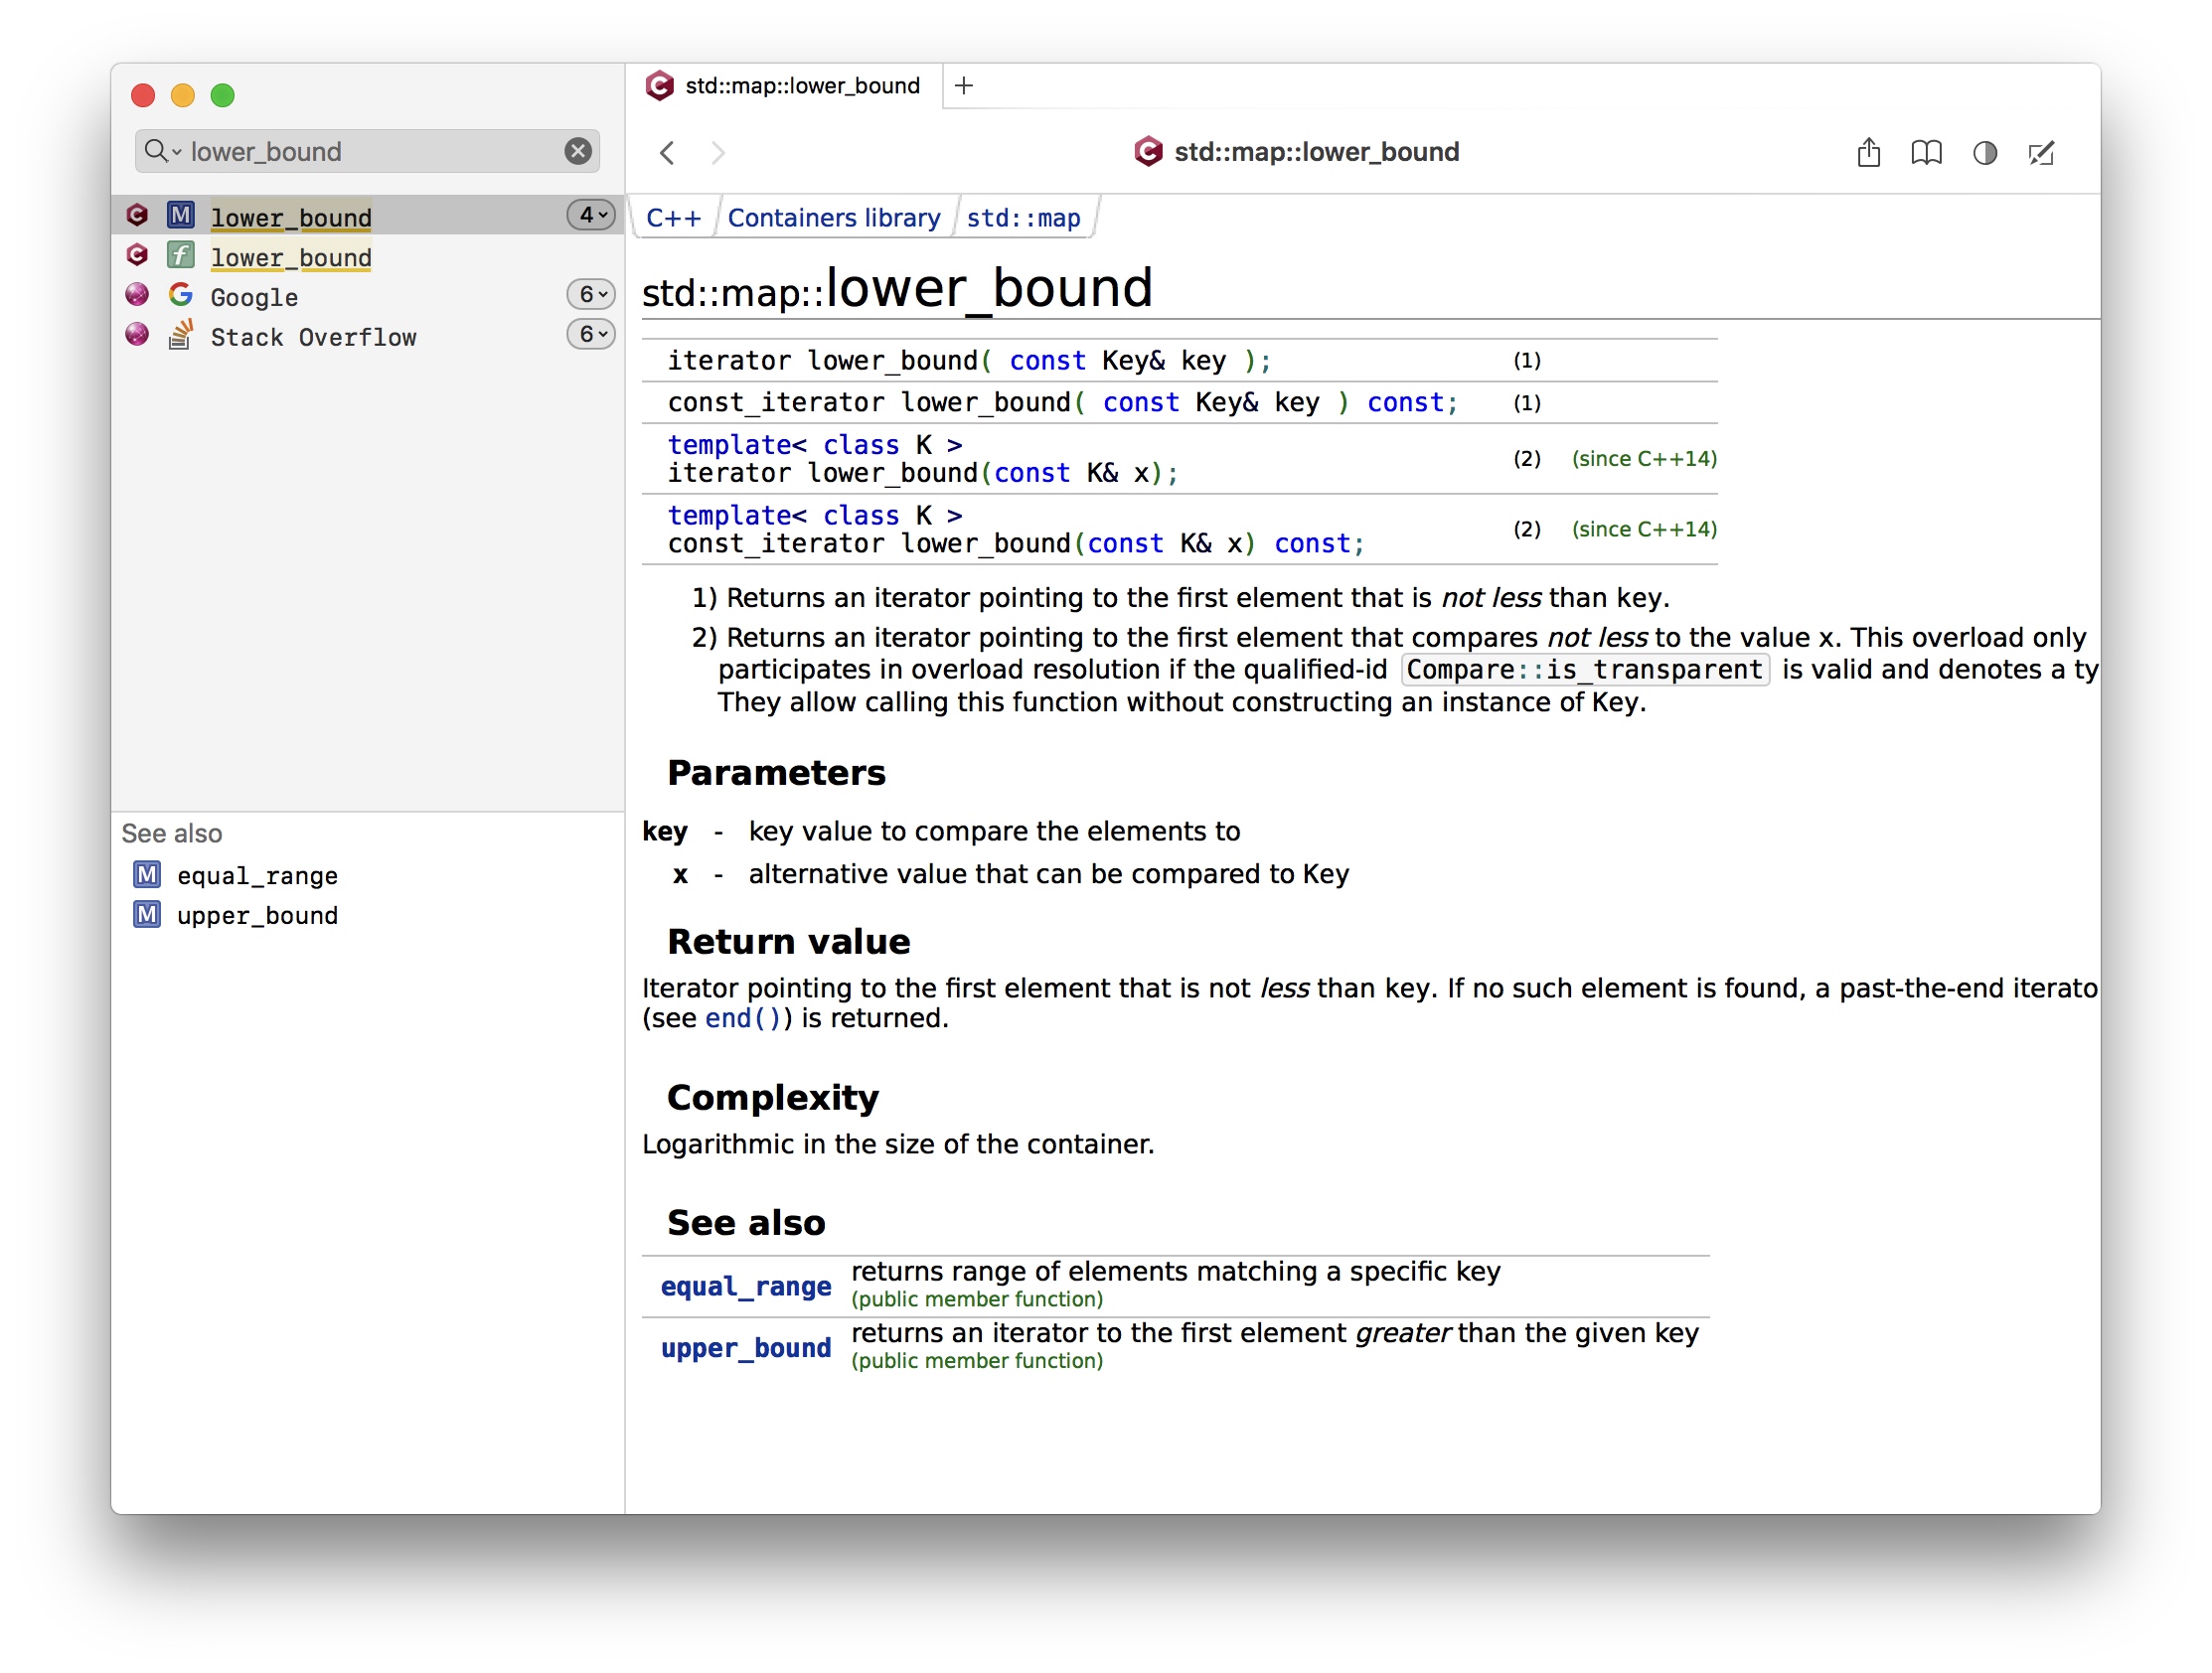 lower_bound
lower_bound
4
lower_bound
Google
6
Stack Overflow
6
See also
equal_range
upper_bound
std::map::lower_bound
std::map::lower_bound
C++ Containers library std::map
std::map::lower_bound
iterator lower_bound( const Key& key ); (1)
const_iterator lower_bound( const Key& key ) const; (1)
template< class K >
iterator lower_bound(const K& x); (2) (since C++14)
template< class K >
const_iterator lower_bound(const K& x) const; (2) (since C++14)
1) Returns an iterator pointing to the first element that is not less than key.
2) Returns an iterator pointing to the first element that compares not less to the value x. This overload only
participates in overload resolution if the qualified-id Compare::is_transparent is valid and denotes a ty
They allow calling this function without constructing an instance of Key.
Parameters
key - key value to compare the elements to
x - alternative value that can be compared to Key
Return value
Iterator pointing to the first element that is not less than key. If no such element is found, a past-the-end iterato
(see end()) is returned.
Complexity
Logarithmic in the size of the container.
See also
equal_range returns range of elements matching a specific key
(public member function)
upper_bound returns an iterator to the first element greater than the given key
(public member function)